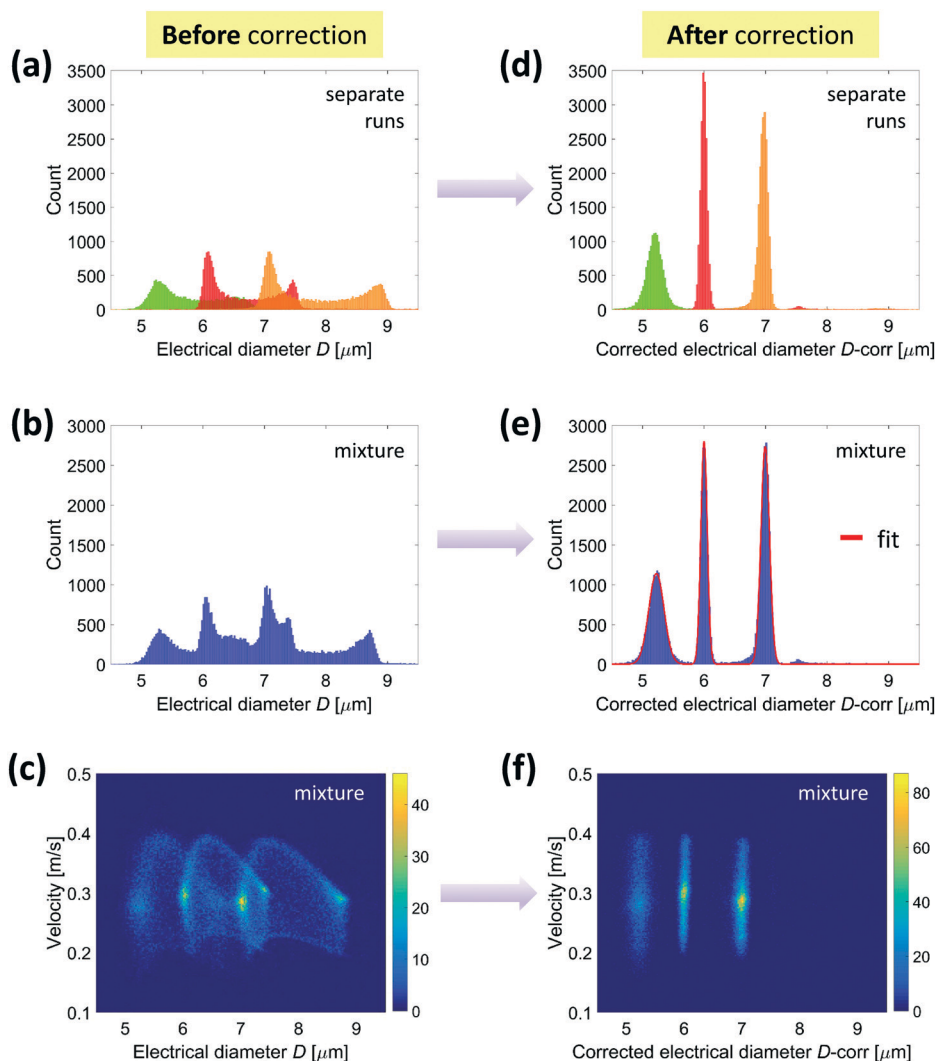 Before correction
After correction
(a)
3500
3000
2500
2000
1500
1000
500
0
Count
separate
runs
5 6 7 8 9
Electrical diameter D [μm]
(d)
3500
3000
2500
2000
1500
1000
500
0
Count
separate
runs
5 6 7 8 9
Corrected electrical diameter D-corr [μm]
(b)
3000
2500
2000
1500
1000
500
0
Count
mixture
5 6 7 8 9
Electrical diameter D [μm]
(e)
3000
2500
2000
1500
1000
500
0
Count
mixture
fit
5 6 7 8 9
Corrected electrical diameter D-corr [μm]
(c)
0.5
0.4
0.3
0.2
0.1
Velocity [m/s]
mixture
40
30
20
10
0
5 6 7 8 9
Electrical diameter D [μm]
(f)
0.5
0.4
0.3
0.2
0.1
Velocity [m/s]
mixture
80
60
40
20
0
5 6 7 8 9
Corrected electrical diameter D-corr [μm]